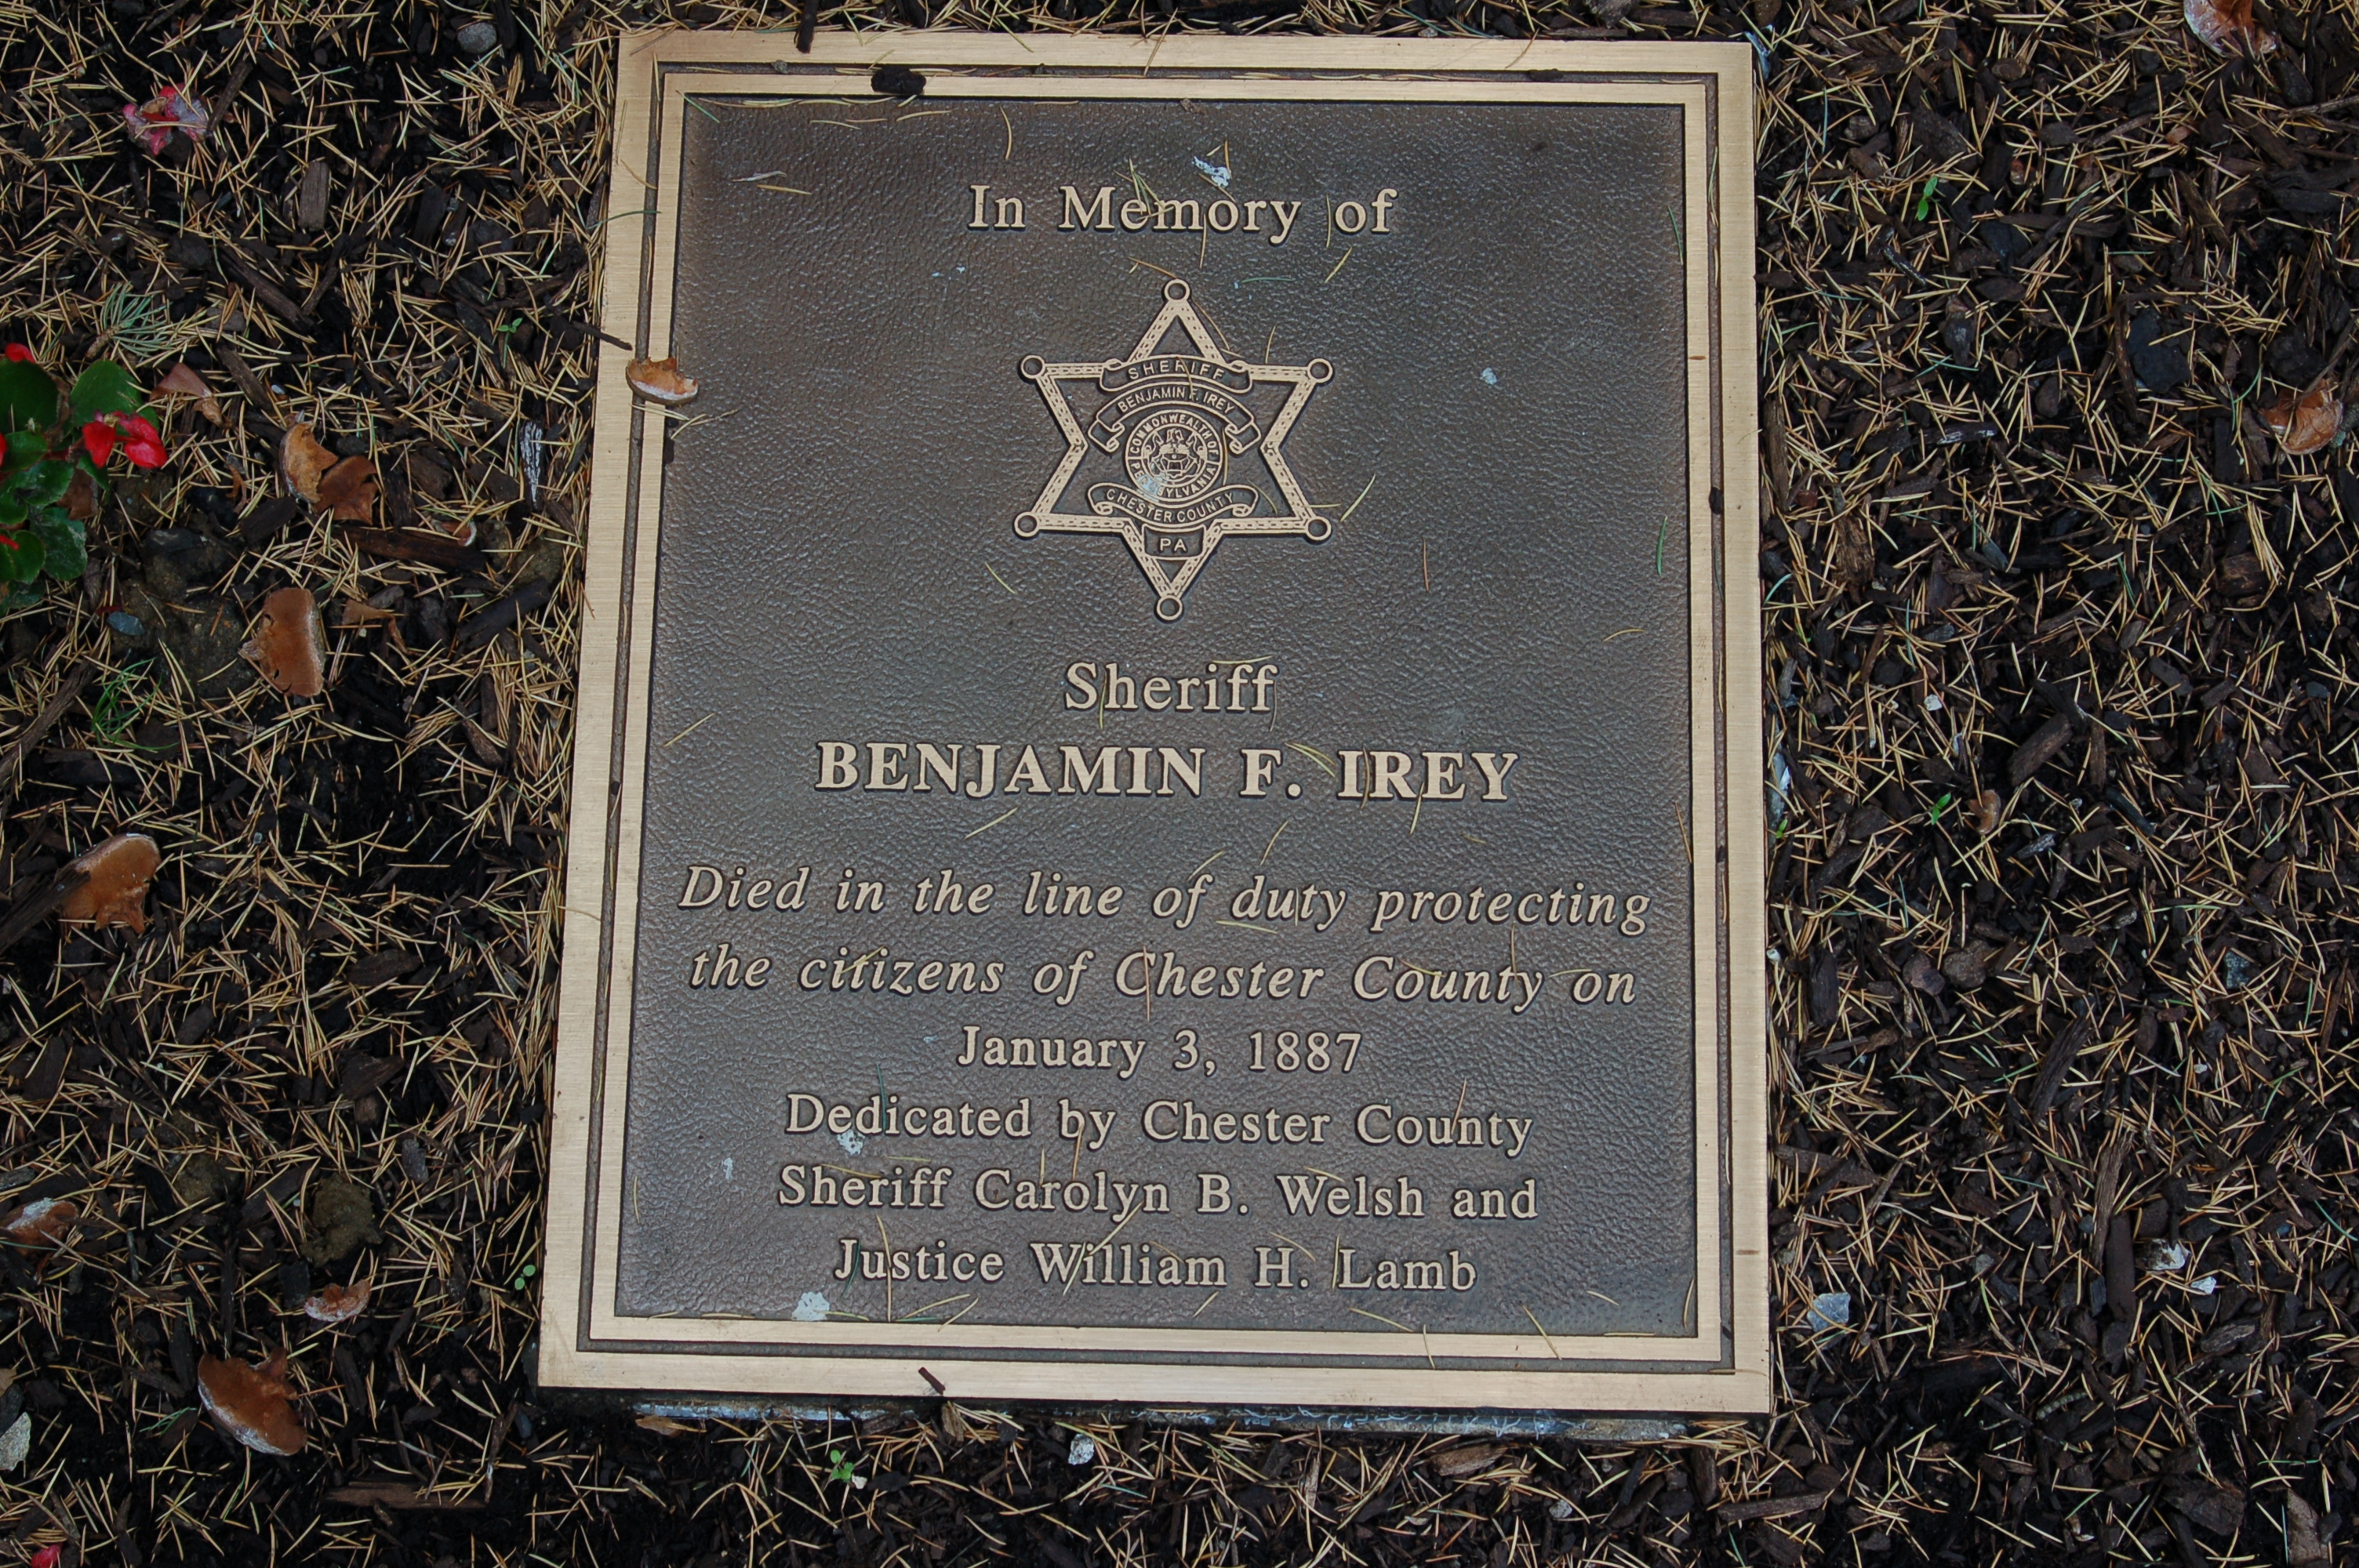 In Memory of
SHERIFF
BENJAMIN F. IREY
COMMONWEALTH OF
PENNSYLVANIA
CHESTER COUNTY
PA
Sheriff
BENJAMIN F. IREY
Died in the line of duty protecting
the citizens of Chester County on
January 3, 1887
Dedicated by Chester County
Sheriff Carolyn B. Welsh and
Justice William H. Lamb